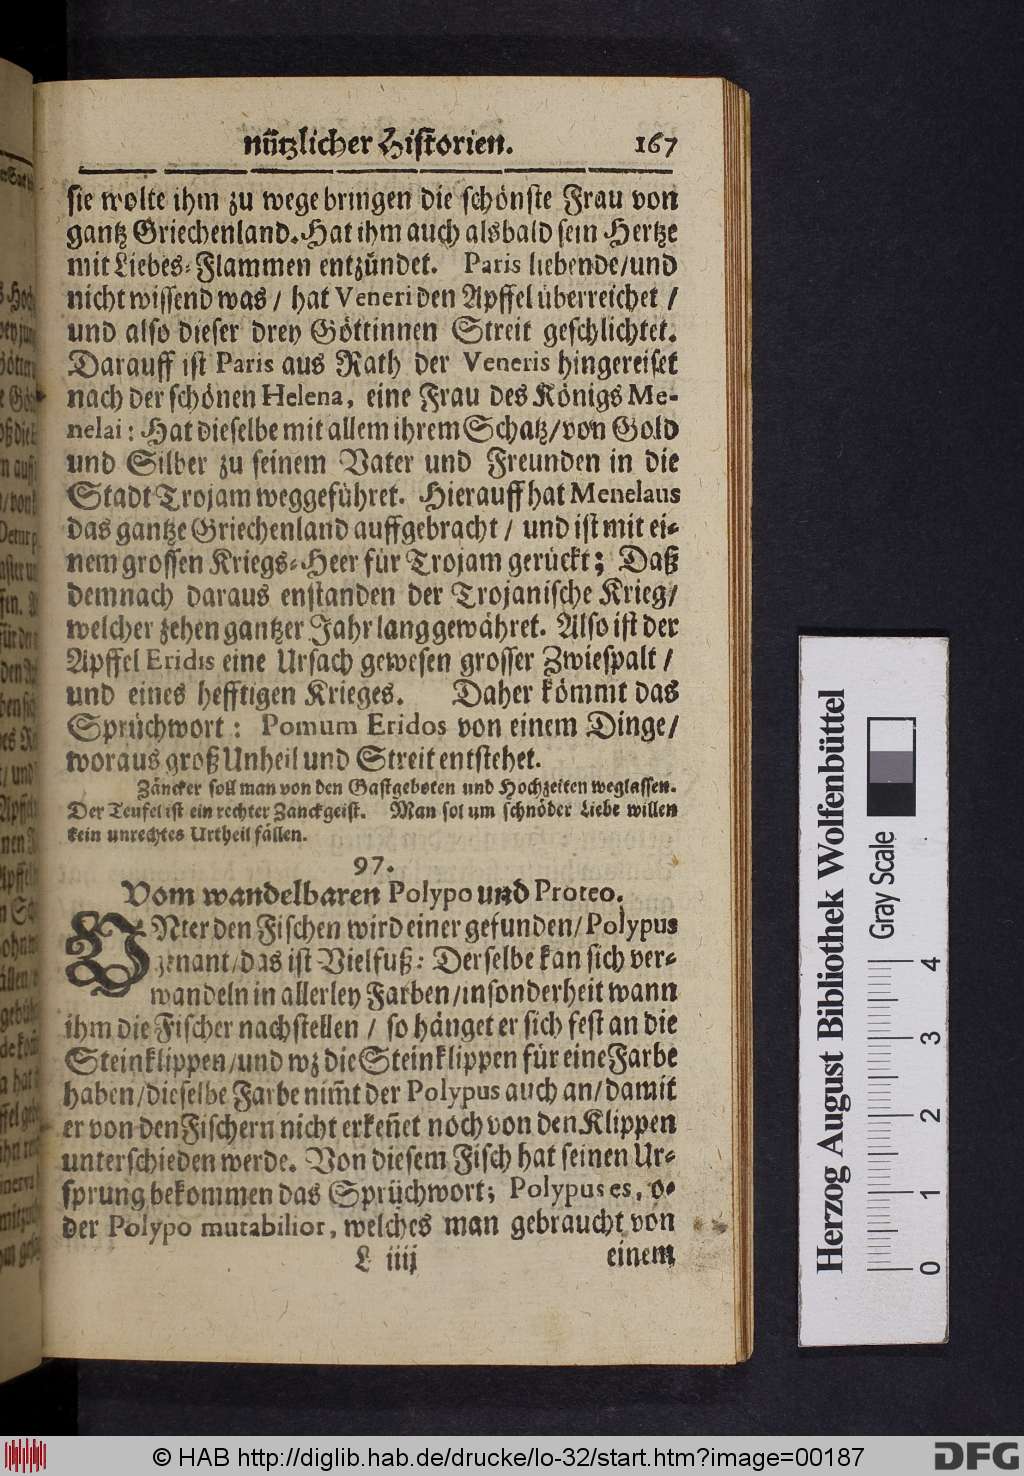 nützlicher Historien. 167
sie wolte ihm zu wege bringen die schönste Frau von
gantz Griechenland. Hat ihm auch alsbald sein Hertze
mit Liebes-Flammen entzündet. Paris liebende/und
nicht wissend was / hat Veneri den Apffel überreichet /
und also dieser drey Göttinnen Streit geschlichtet.
Darauff ist Paris aus Rath der Veneris hingereiset
nach der schönen Helena, eine Frau des Königs Me-
nelai: Hat dieselbe mit allem ihrem Schatz/von Gold
und Silber zu seinem Vater und Freunden in die
Stadt Trojam weggeführet. Hierauff hat Menelaus
das gantze Griechenland auffgebracht / und ist mit ei-
nem grossen Kriegs-Heer für Trojam gerückt; Daß
demnach daraus enstanden der Trojanische Krieg/
welcher zehen gantzer Jahr lang gewähret. Also ist der
Apffel Eridis eine Ursach gewesen grosser Zwiespalt /
und eines hefftigen Krieges. Daher kömmt das
Sprüchwort: Pomum Eridos von einem Dinge/
woraus groß Unheil und Streit entstehet.
Zäncker soll man von den Gastgeboten und Hochzeiten weglassen.
Der Teufel ist ein rechter Zanckgeist. Man sol um schnöder Liebe willen
kein unrechtes Urtheil fällen.
97.
Vom wandelbaren Polypo und Proteo.
UNter den Fischen wird einer gefunden/Polypus
genant/das ist Vielfuß: Derselbe kan sich ver-
wandeln in allerley Farben/insonderheit wann
ihm die Fischer nachstellen / so hänget er sich fest an die
Steinklippen/und wz die Steinklippen für eine Farbe
haben/dieselbe Farbe nim̃t der Polypus auch an/damit
er von den Fischern nicht erkeñet noch von den Klippen
unterschieden werde. Von diesem Fisch hat seinen Ur-
sprung bekommen das Sprüchwort; Polypus es, o-
der Polypo mutabilior, welches man gebraucht von
L iiij einem
Herzog August Bibliothek Wolfenbüttel
Gray Scale
0 1 2 3 4
© HAB http://diglib.hab.de/drucke/lo-32/start.htm?image=00187
DFG